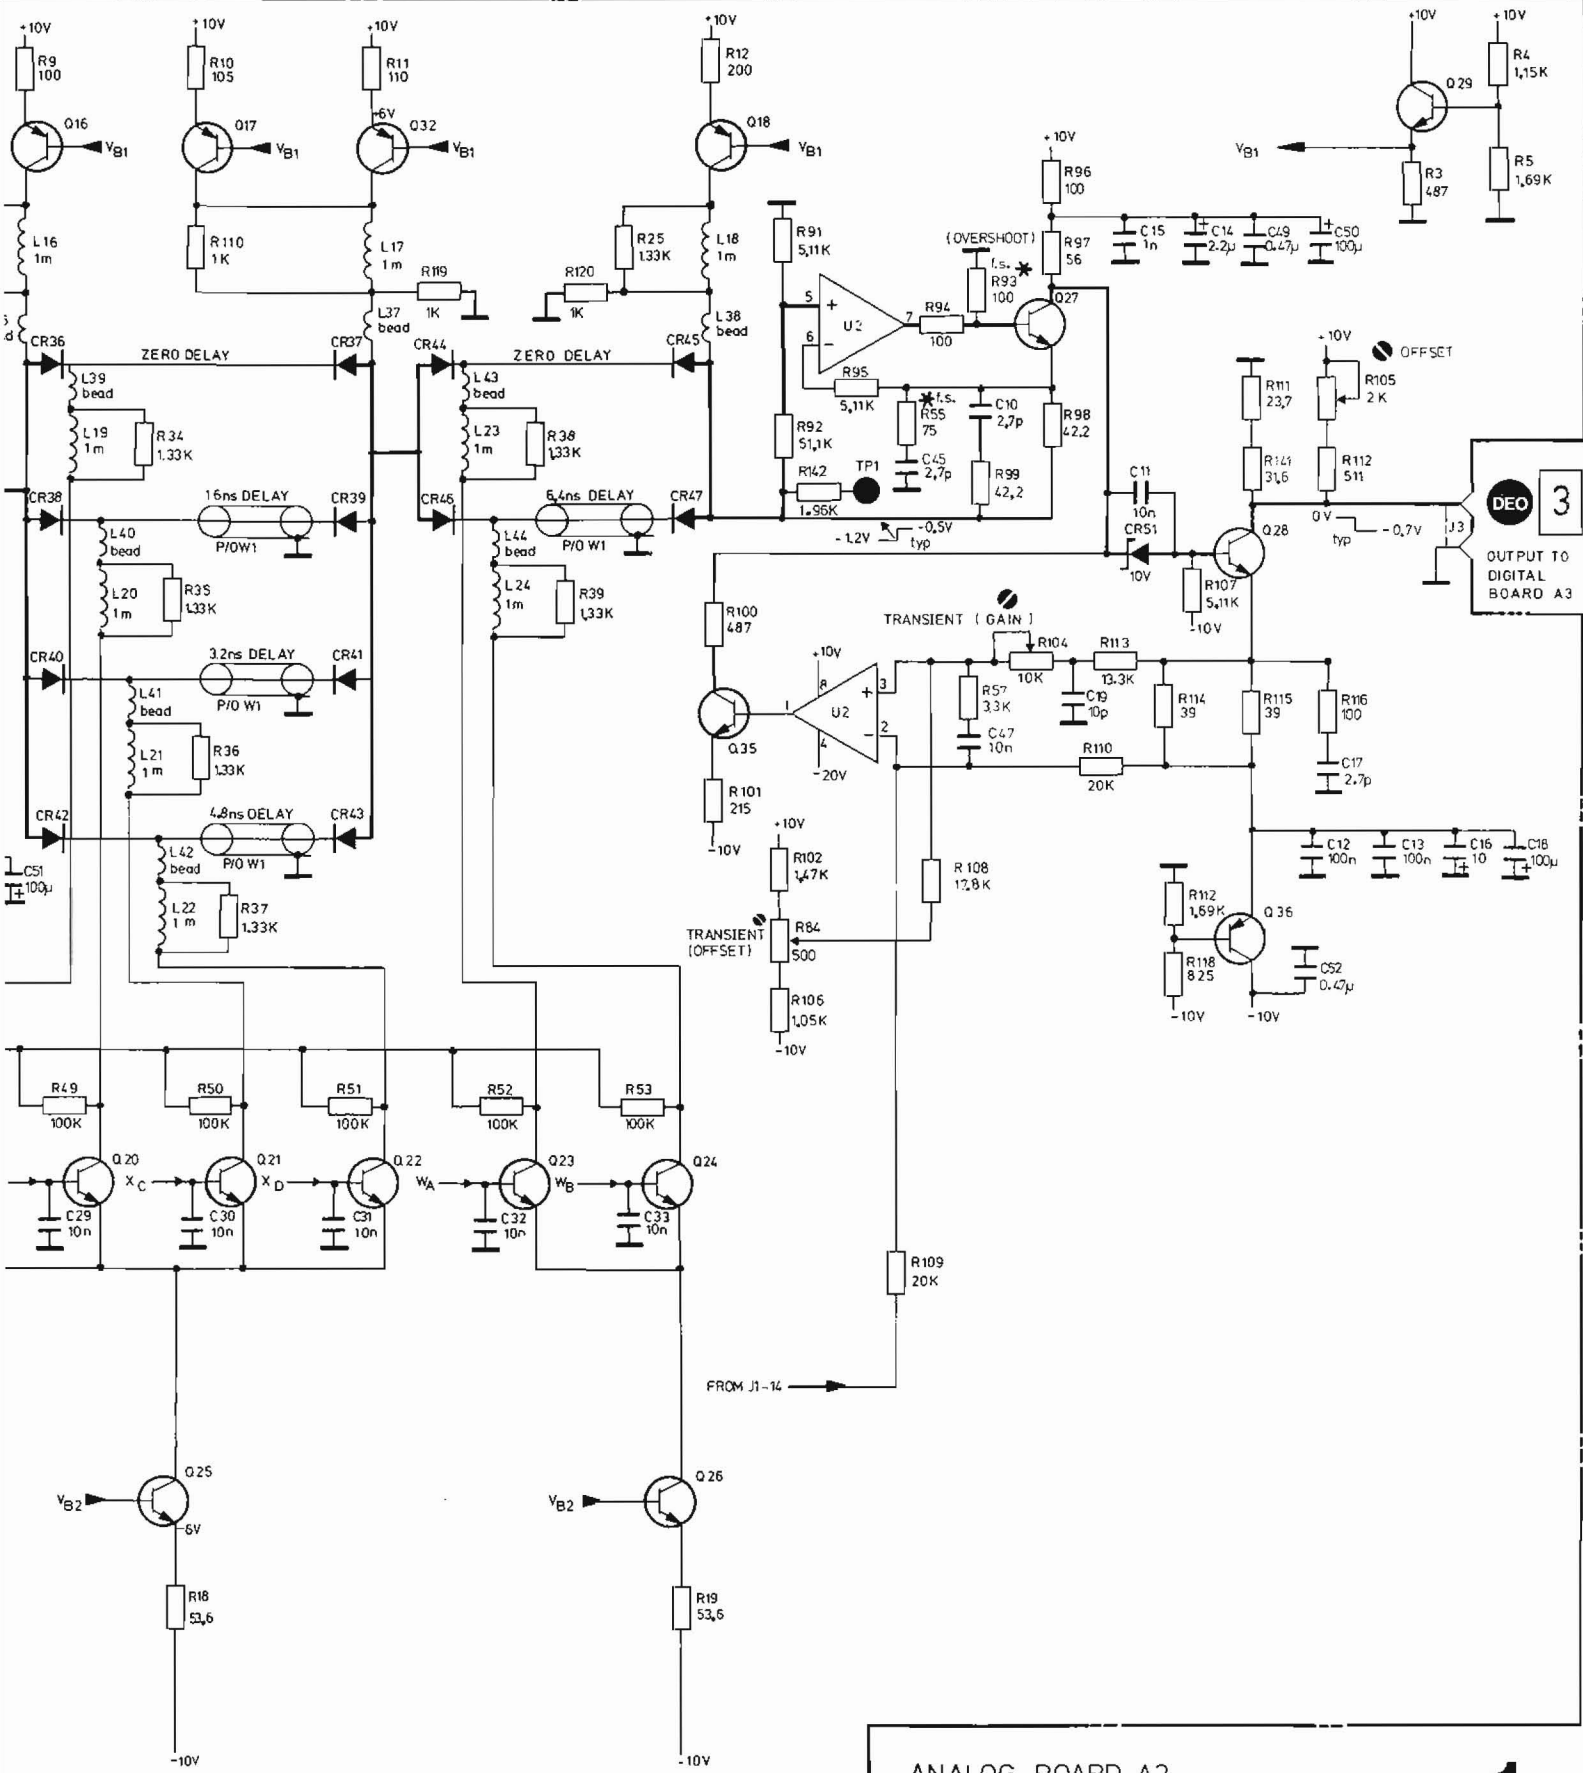 +10V
+10V
+10V
+10V
+10V
+10V
R9
100
R10
105
R11
110
R12
200
R4
1,15K
Q16
VB1
Q17
VB1
+6V
Q32
VB1
Q18
VB1
Q29
VB1
R3
487
R5
1,69K
+10V
R96
100
L16
1m
R110
1K
L17
1m
R119
1K
R25
1,33K
L18
1m
R120
1K
R91
5,11K
(OVERSHOOT)
f.s. *
R93
100
R97
56
C15
1n
+
C14
2.2µ
C49
0.47µ
+
C50
100µ
L37
bead
L38
bead
5
+
U2
6
−
7
R94
100
Q27
CR36
ZERO DELAY
CR37
CR44
ZERO DELAY
CR45
+10V
OFFSET
R105
2K
R111
23,7
L39
bead
L19
1m
R34
1,33K
L43
bead
L23
1m
R38
1,33K
R95
5,11K
*f.s.
R55
75
C10
2,7p
R98
42,2
R92
51,1K
C45
2,7p
R99
42,2
R142
1.96K
TP1
C11
10n
R141
31,6
R112
511
DEO
3
CR38
1.6ns DELAY
CR39
P/O W1
CR46
6,4ns DELAY
CR47
P/O W1
-1.2V
-0,5V
typ
CR51
10V
Q28
0V
typ
-0,7V
J3
OUTPUT TO
DIGITAL
BOARD A3
L40
bead
L20
1m
R35
1,33K
L44
bead
L24
1m
R39
1,33K
R100
487
R107
5,11K
-10V
TRANSIENT (GAIN)
R104
10K
R113
13.3K
CR40
3.2ns DELAY
CR41
P/O W1
+10V
8
3
+
U2
1
2
−
4
-20V
Q35
R57
3,3K
C19
10p
C47
10n
R114
39
R115
39
R116
100
R110
20K
C17
2.7p
L41
bead
L21
1m
R36
1,33K
R101
215
-10V
CR42
4.8ns DELAY
CR43
P/O W1
+10V
R102
1,47K
R108
17,8K
C12
100n
C13
100n
C16
10
+
C18
100µ
+
C51
100µ
+
L42
bead
L22
1m
R37
1,33K
TRANSIENT
(OFFSET)
R84
500
R112
1,69K
Q36
R118
825
C52
0.47µ
R106
1,05K
-10V
-10V
-10V
R49
100K
R50
100K
R51
100K
R52
100K
R53
100K
Q20
XC
Q21
XD
Q22
WA
Q23
WB
Q24
C29
10n
C30
10n
C31
10n
C32
10n
C33
10n
R109
20K
FROM J1-14
VB2
Q25
-6V
VB2
Q26
R18
53,6
R19
53,6
-10V
-10V